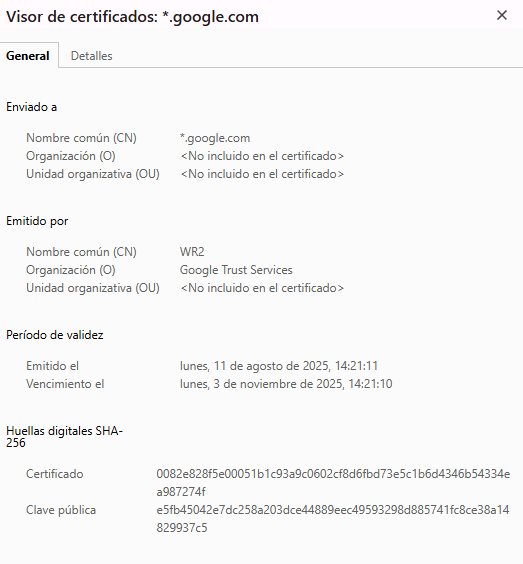 Visor de certificados: *.google.com
General Detalles
Enviado a
Nombre común (CN) *.google.com
Organización (O) <No incluido en el certificado>
Unidad organizativa (OU) <No incluido en el certificado>
Emitido por
Nombre común (CN) WR2
Organización (O) Google Trust Services
Unidad organizativa (OU) <No incluido en el certificado>
Período de validez
Emitido el lunes, 11 de agosto de 2025, 14:21:11
Vencimiento el lunes, 3 de noviembre de 2025, 14:21:10
Huellas digitales SHA-
256
Certificado 0082e828f5e00051b1c93a9c0602cf8d6fbd73e5c1b6d4346b54334e
a987274f
Clave pública e5fb45042e7dc258a203dce44889eec49593298d885741fc8ce38a14
829937c5